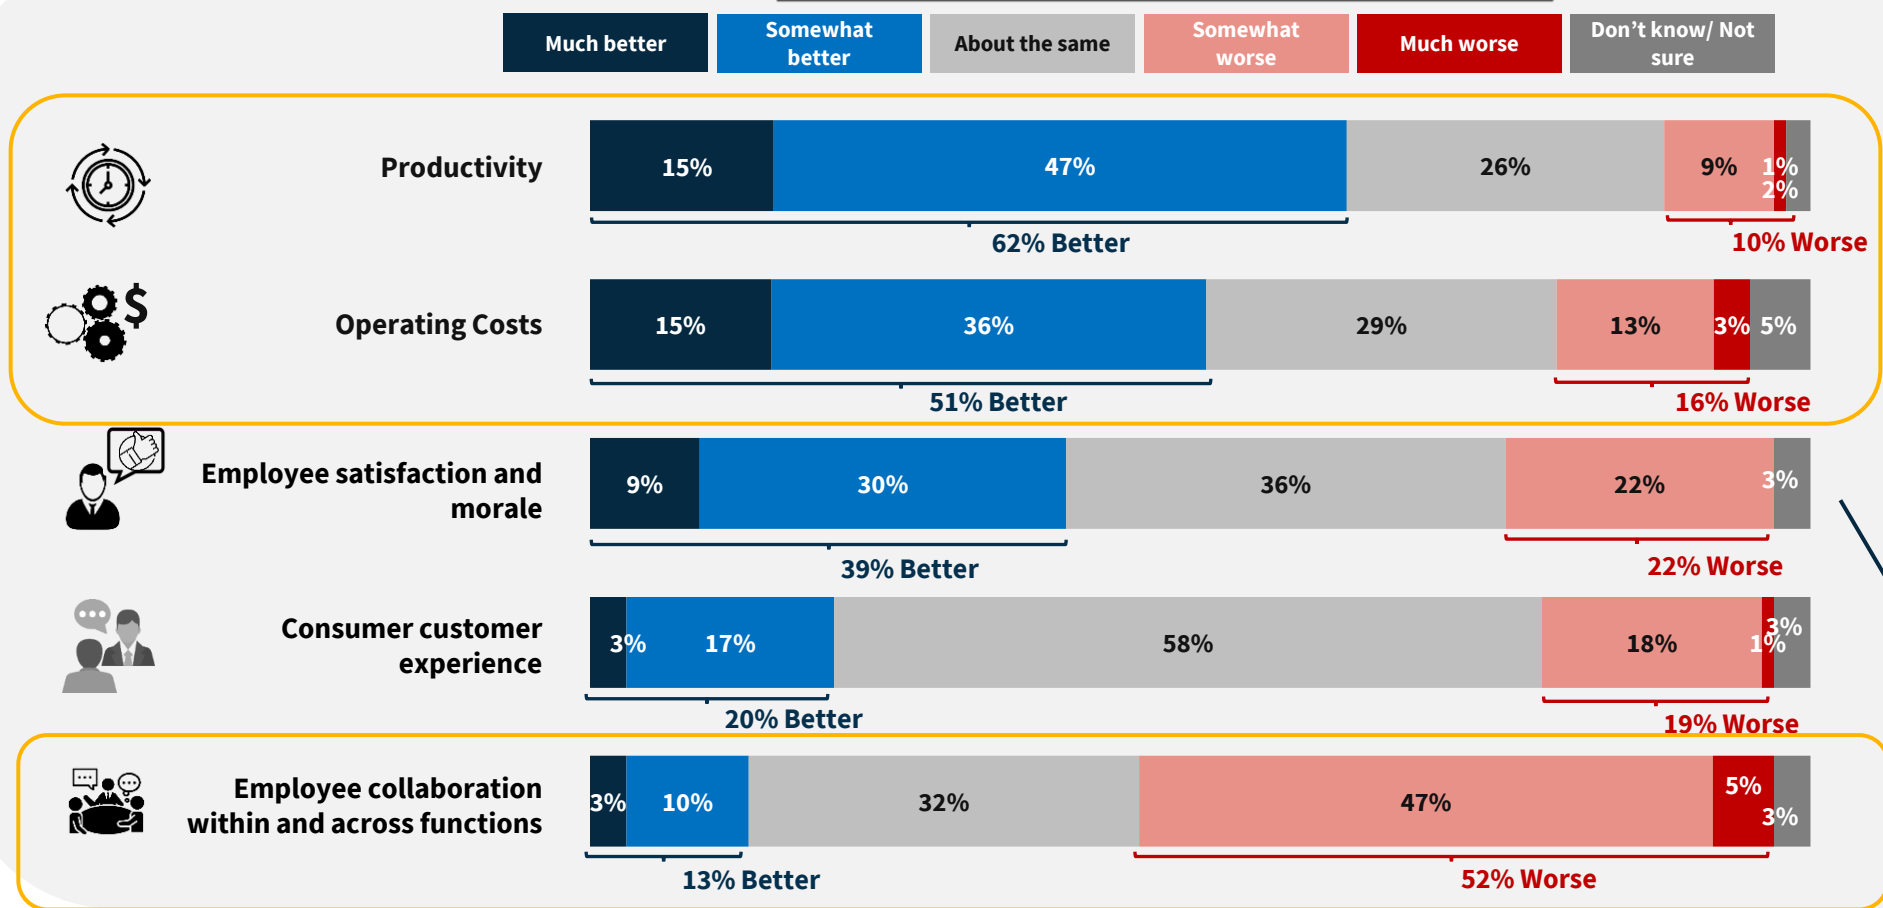 Much better
Somewhat
better
About the same
Somewhat
worse
Much worse
Don't know/ Not
sure
Productivity
15%
47%
26%
9%
1%
2%
62% Better
10% Worse
$
Operating Costs
15%
36%
29%
13%
3%
5%
51% Better
16% Worse
Employee satisfaction and
morale
9%
30%
36%
22%
3%
39% Better
22% Worse
Consumer customer
experience
3%
17%
58%
18%
1%
3%
20% Better
19% Worse
Employee collaboration
within and across functions
3%
10%
32%
47%
5%
3%
13% Better
52% Worse